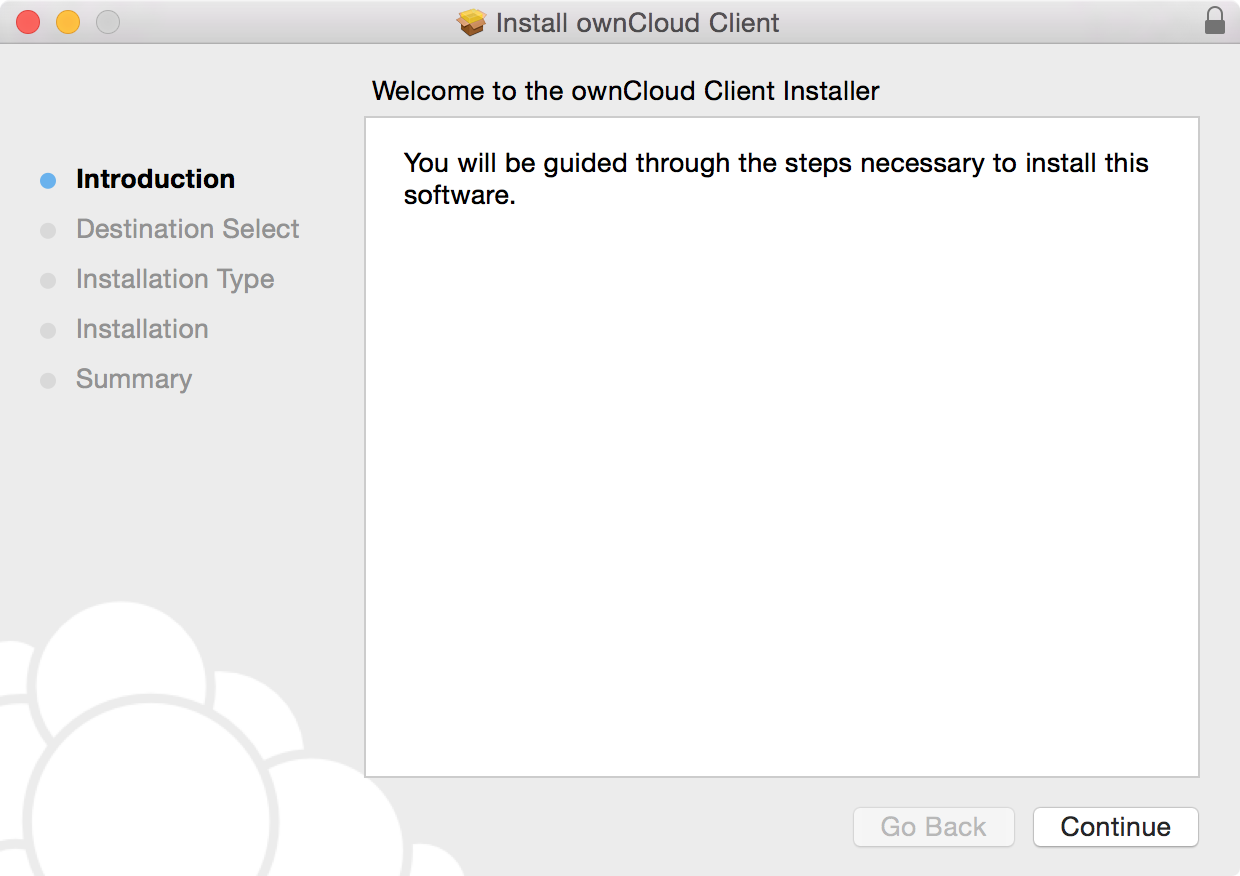 Install ownCloud Client
Welcome to the ownCloud Client Installer
Introduction
Destination Select
Installation Type
Installation
Summary
You will be guided through the steps necessary to install this
software.
Go Back
Continue